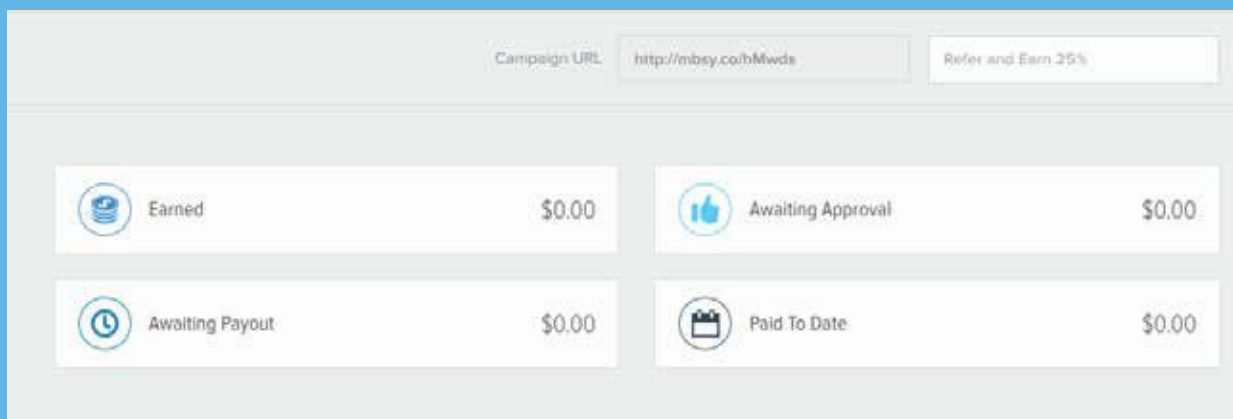 Campaign URL http://mbsy.co/hMwds Refer and Earn 25%
Earned $0.00 Awaiting Approval $0.00
Awaiting Payout $0.00 Paid To Date $0.00